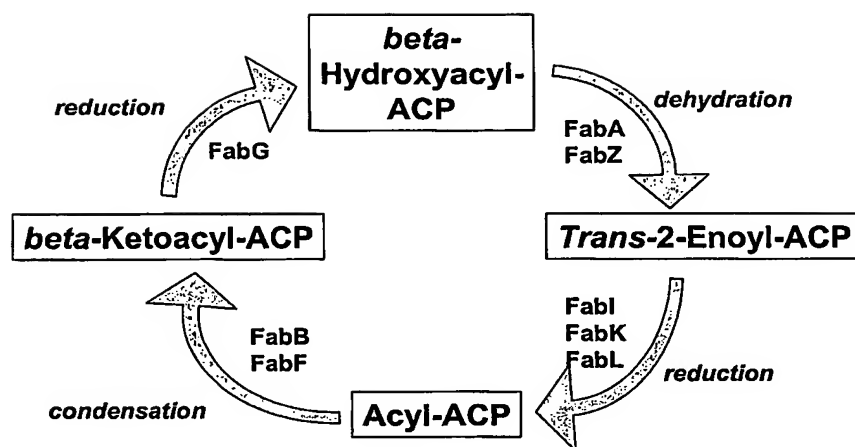 beta-
Hydroxyacyl-
ACP
reduction
dehydration
FabG
FabA
FabZ
beta-Ketoacyl-ACP
Trans-2-Enoyl-ACP
FabB
FabF
FabI
FabK
FabL
condensation
reduction
Acyl-ACP